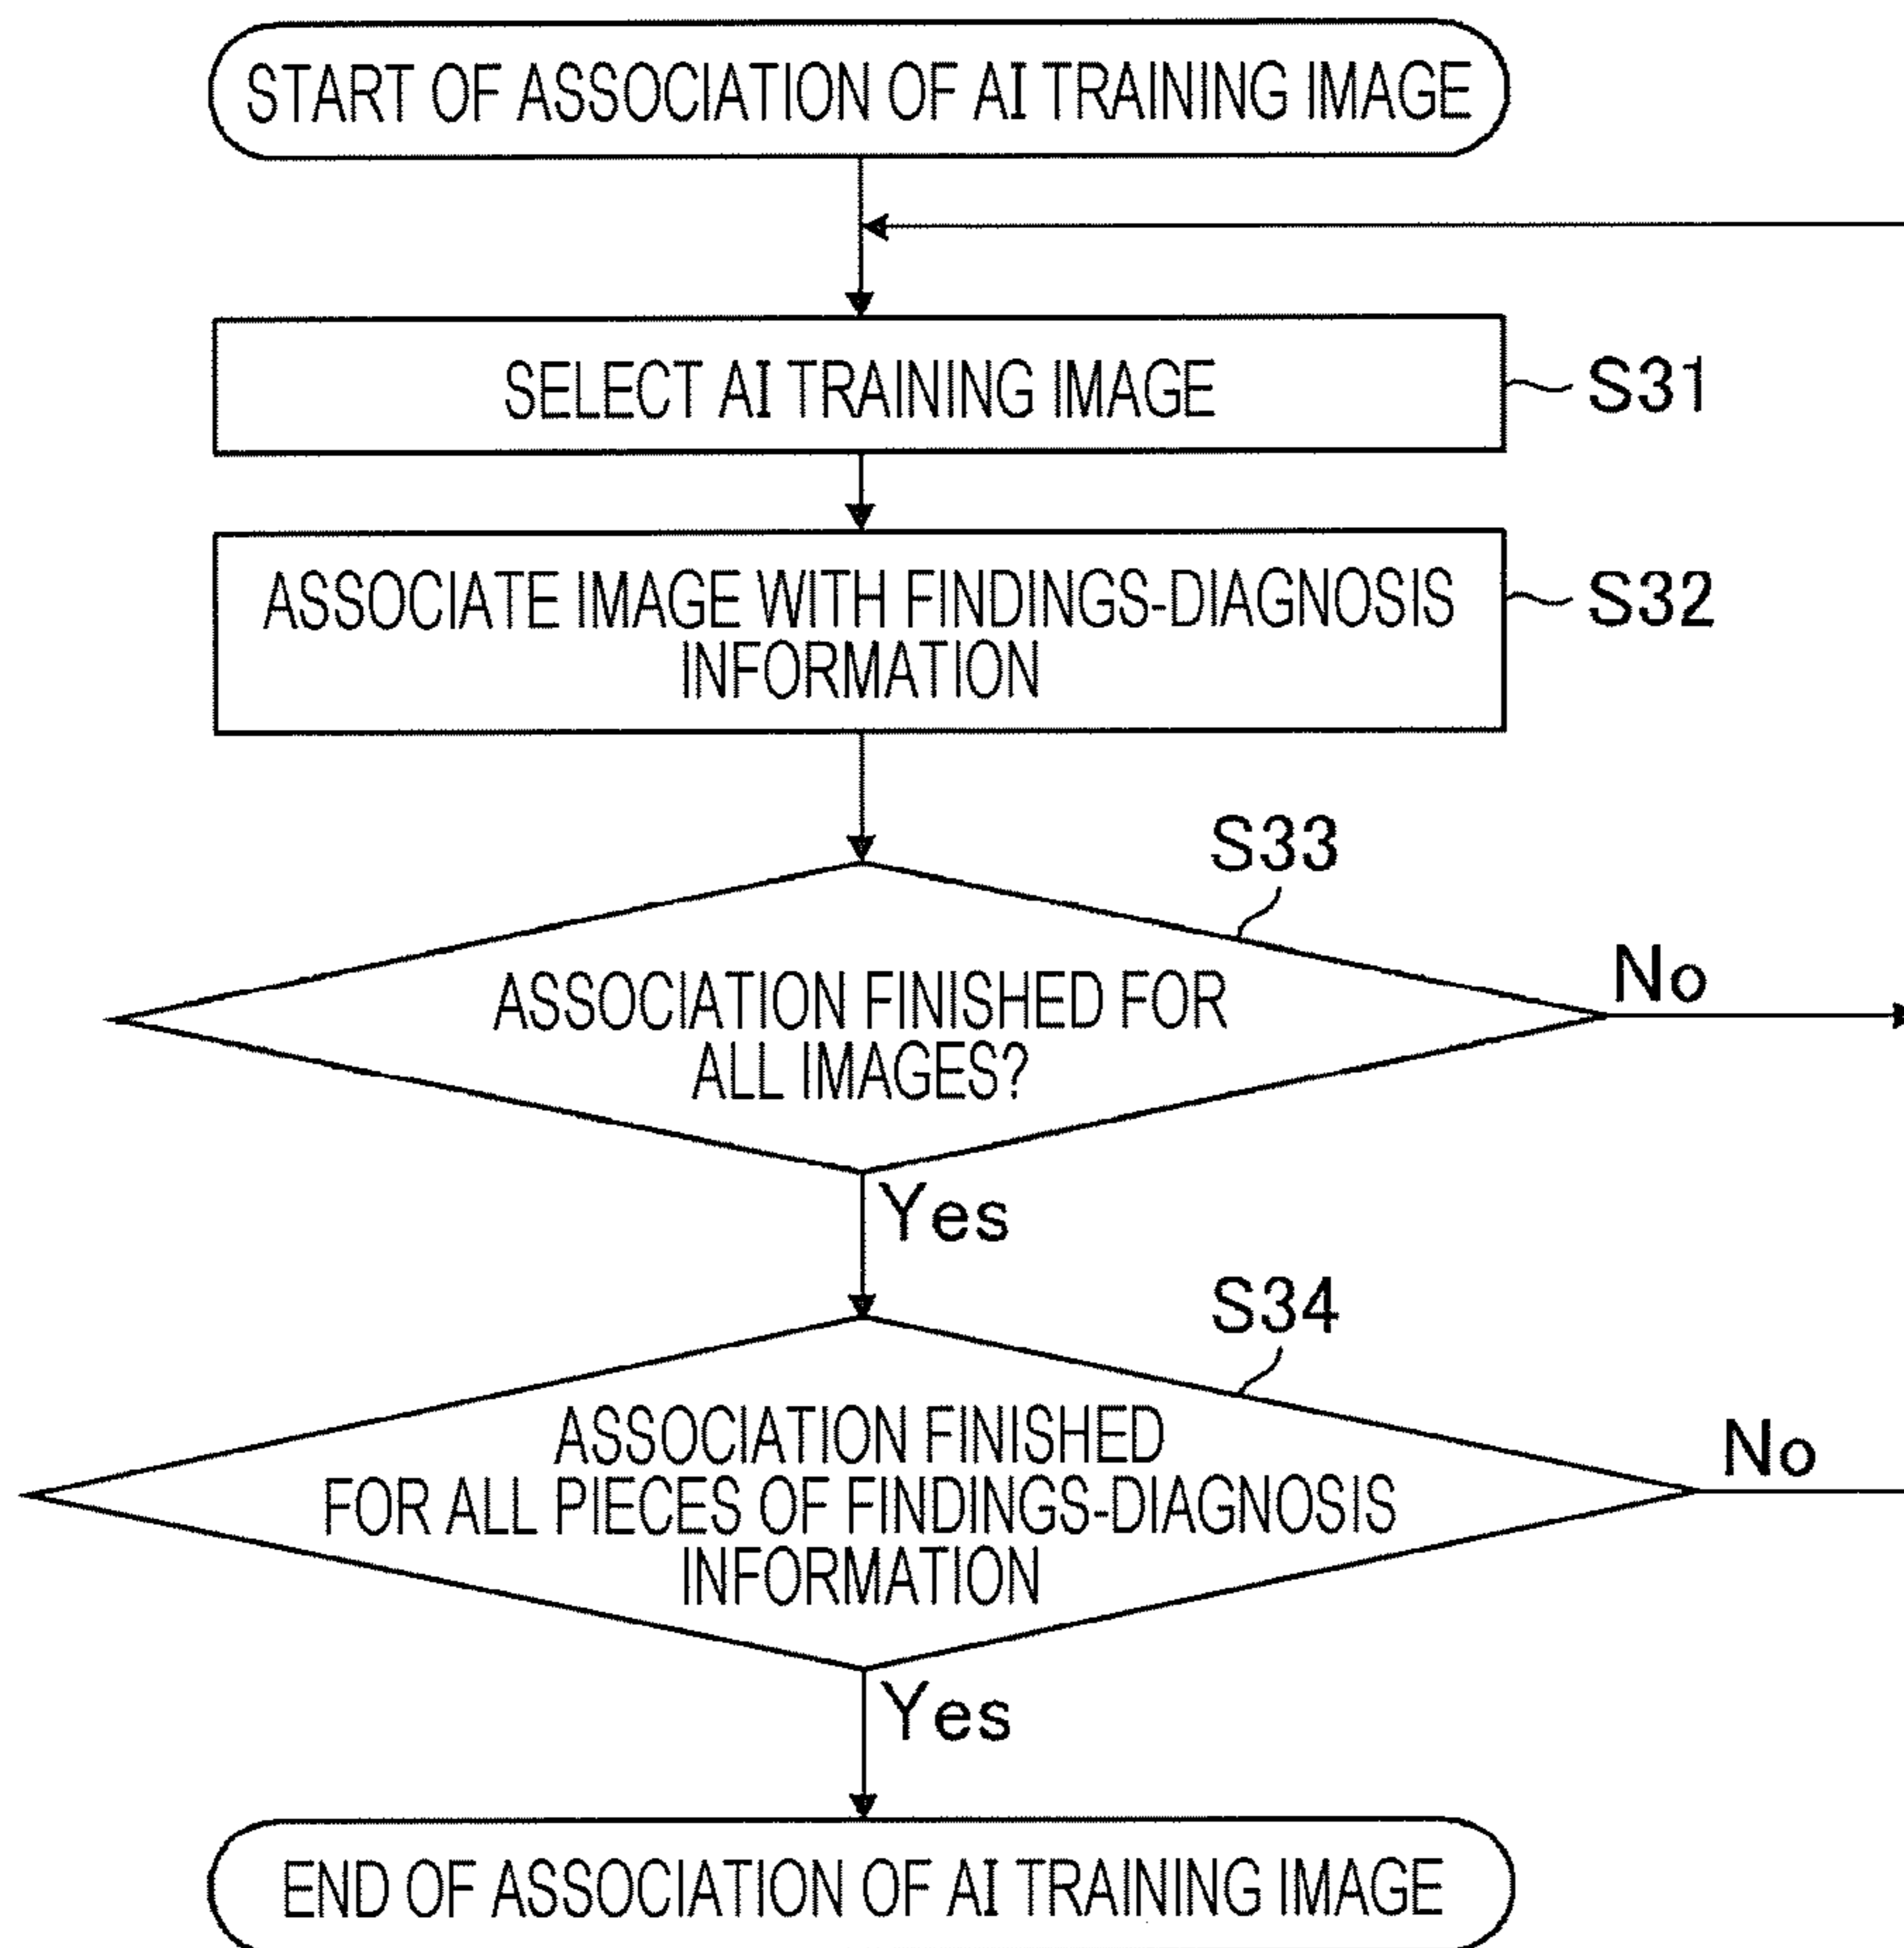 START OF ASSOCIATION OF AI TRAINING IMAGE
SELECT AI TRAINING IMAGE
S31
ASSOCIATE IMAGE WITH FINDINGS-DIAGNOSIS
INFORMATION
S32
S33
ASSOCIATION FINISHED FOR
ALL IMAGES?
No
Yes
S34
ASSOCIATION FINISHED
FOR ALL PIECES OF FINDINGS-DIAGNOSIS
INFORMATION
No
Yes
END OF ASSOCIATION OF AI TRAINING IMAGE